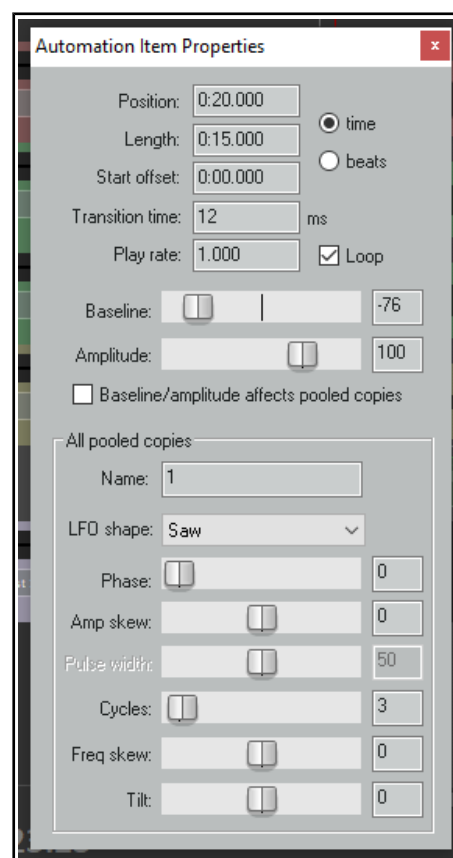 Automation Item Properties
x
Position: 0:20.000
time
Length: 0:15.000
beats
Start offset: 0:00.000
Transition time: 12 ms
Play rate: 1.000 Loop
Baseline: -76
Amplitude: 100
Baseline/amplitude affects pooled copies
All pooled copies
Name: 1
LFO shape: Saw
Phase: 0
Amp skew: 0
Pulse width: 50
Cycles: 3
Freq skew: 0
Tilt: 0